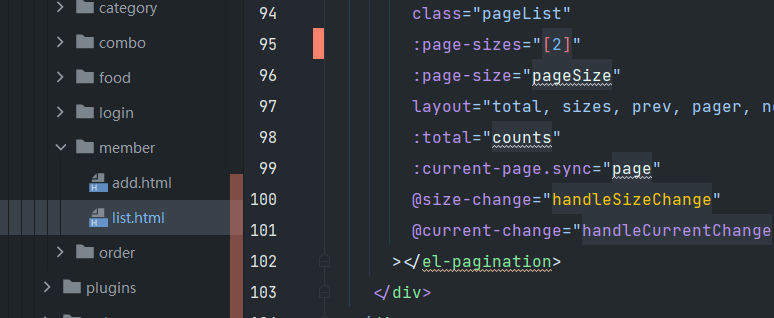 category
combo
food
login
member
add.html
list.html
order
plugins
94 class="pageList"
95 :page-sizes="[2]"
96 :page-size="pageSize"
97 layout="total, sizes, prev, pager,
98 :total="counts"
99 :current-page.sync="page"
100 @size-change="handleSizeChange"
101 @current-change="handleCurrentChange
102 ></el-pagination>
103 </div>